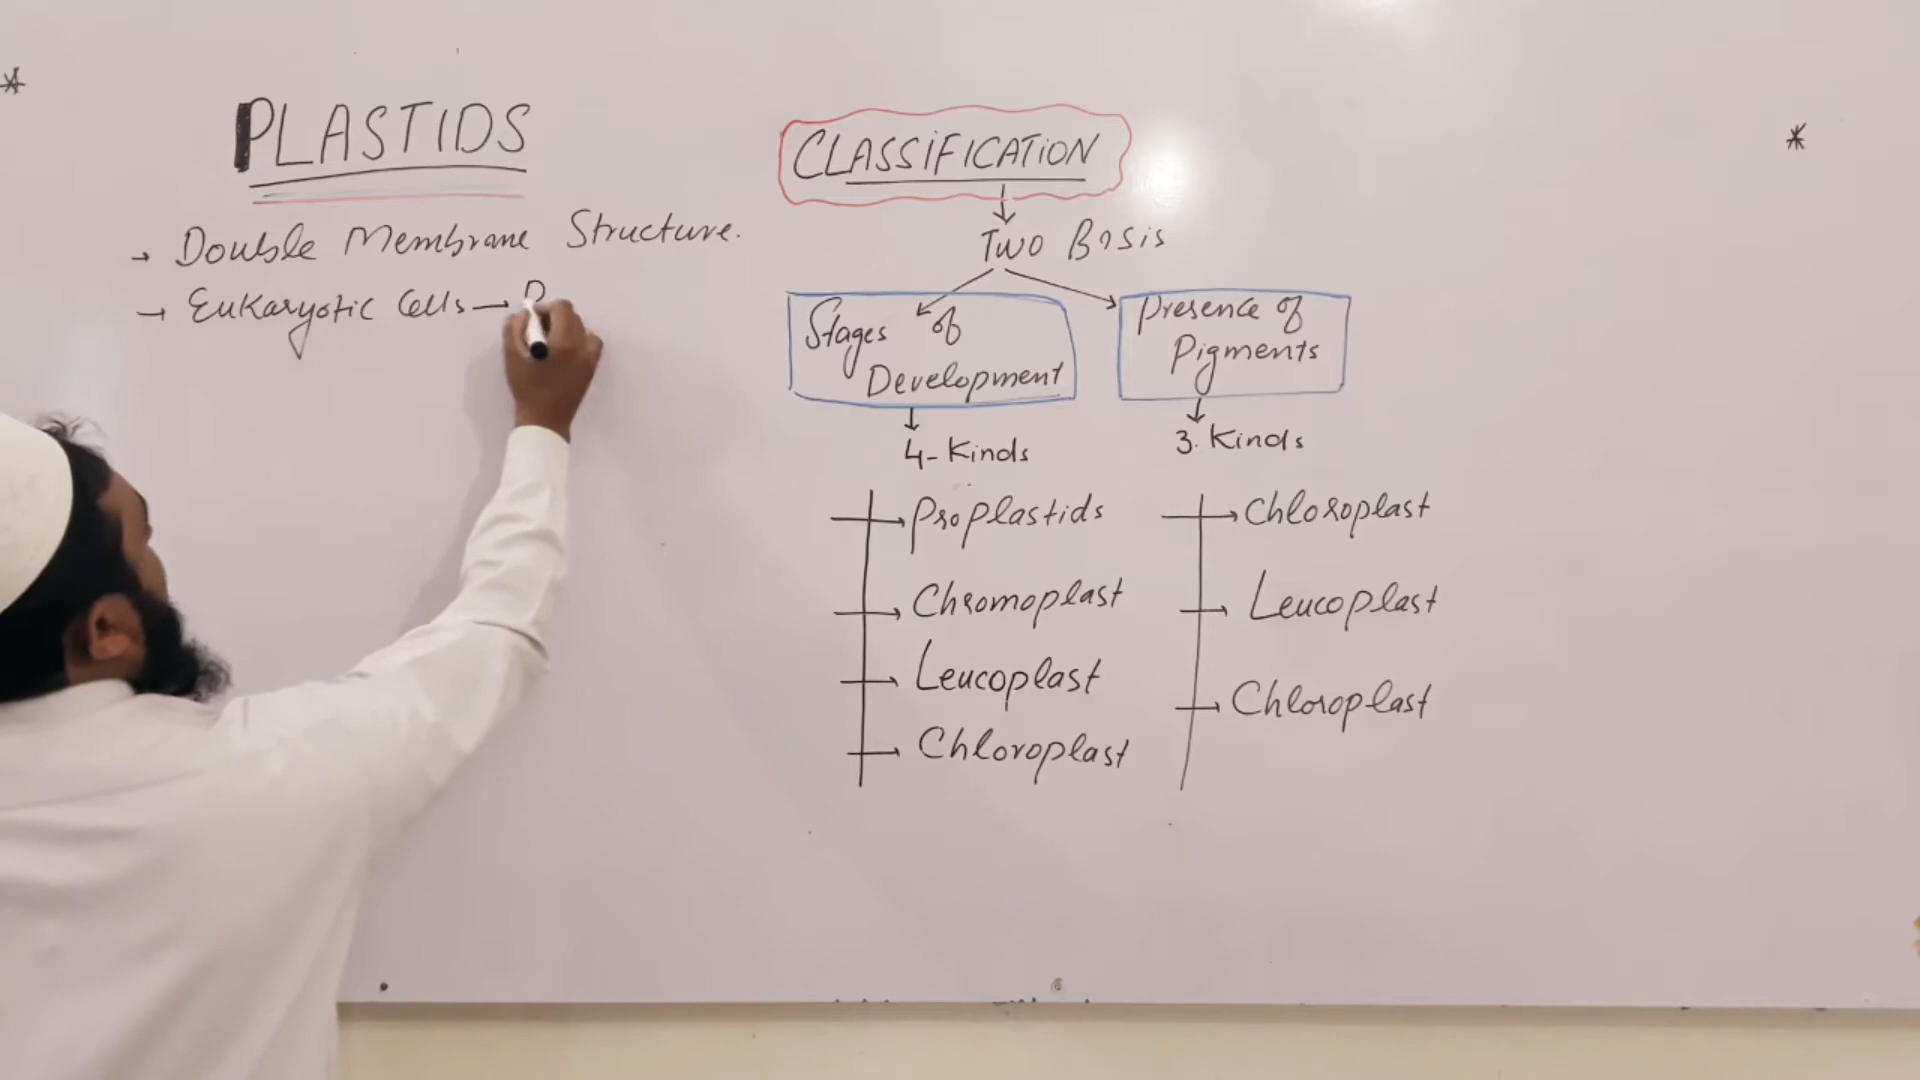 PLASTIDS
→ Double Membrane Structure.
→ Eukaryotic Cells → P
CLASSiFiCATiON
Two Basis
Stages of
Development
4- Kinds
Proplastids
Chromoplast
Leucoplast
Chloroplast
Presence of
Pigments
3. Kinds
Chloroplast
Leucoplast
Chloroplast